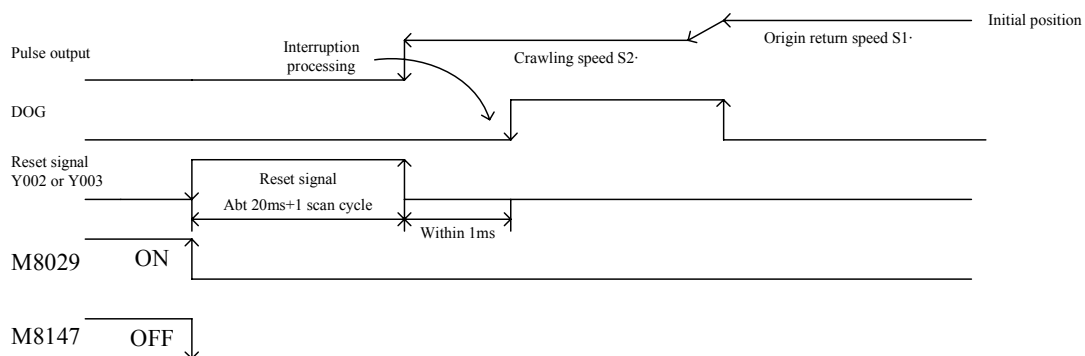 Initial position
Origin return speed S1·
Interruption
processing
Crawling speed S2·
Pulse output
DOG
Reset signal
Y002 or Y003
Reset signal
Abt 20ms+1 scan cycle
Within 1ms
M8029 ON
M8147 OFF